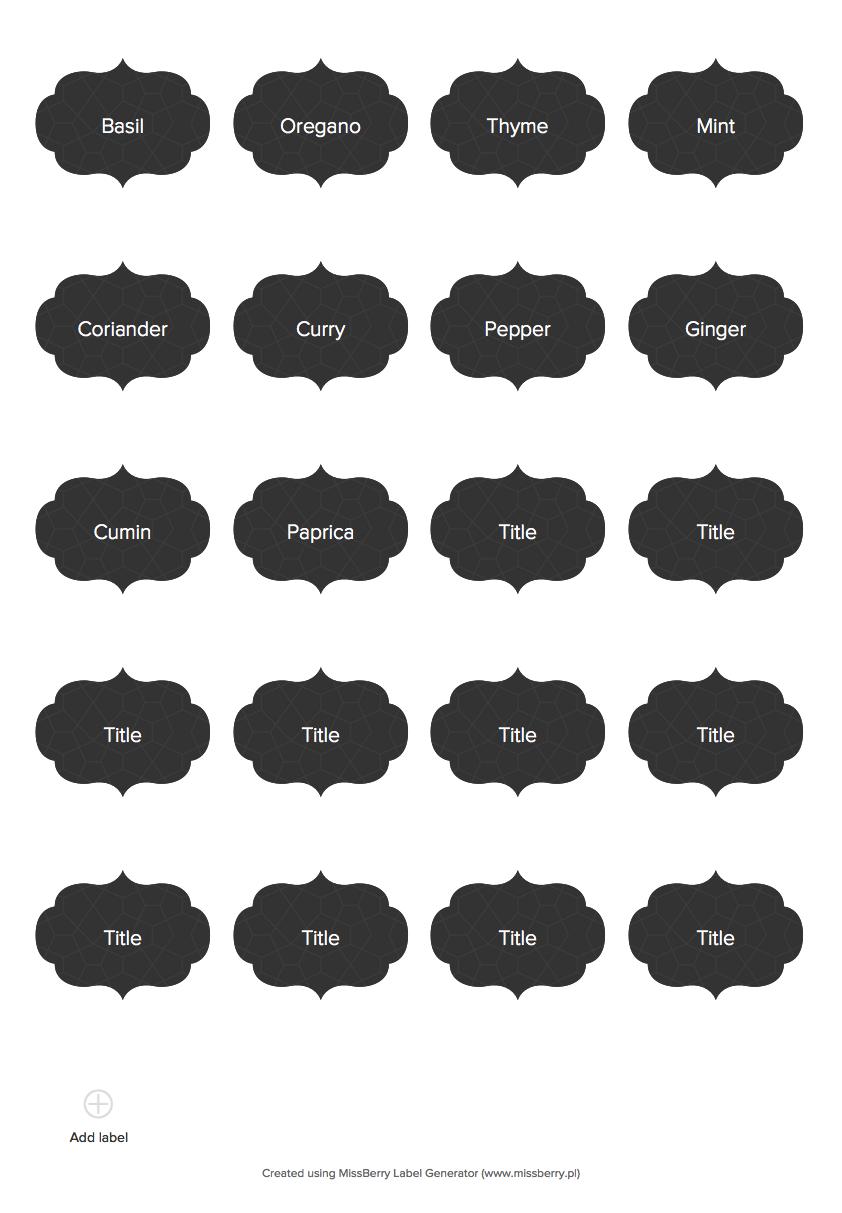 Basil
Oregano
Thyme
Mint
Coriander
Curry
Pepper
Ginger
Cumin
Paprica
Title
Title
Title
Title
Title
Title
Title
Title
Title
Title
Add label
Created using MissBerry Label Generator (www.missberry.pl)